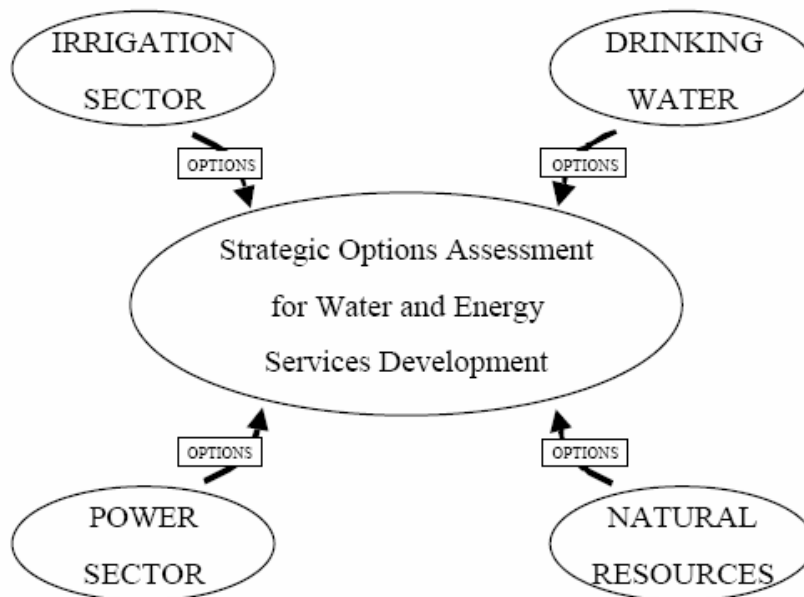 IRRIGATION
SECTOR
DRINKING
WATER
OPTIONS
OPTIONS
Strategic Options Assessment
for Water and Energy
Services Development
OPTIONS
OPTIONS
POWER
SECTOR
NATURAL
RESOURCES